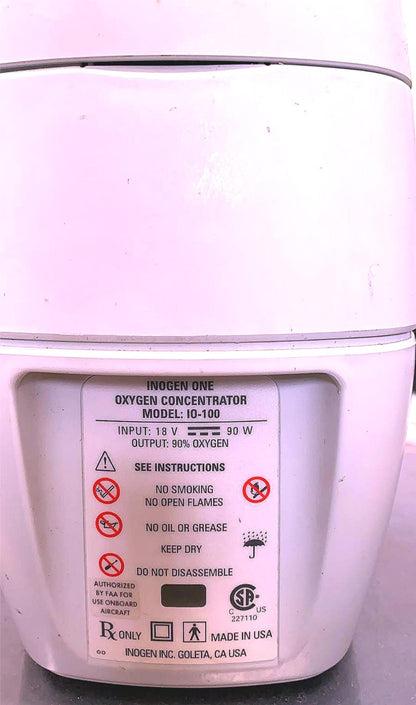 INOGEN ONE
OXYGEN CONCENTRATOR
MODEL: IO-100
INPUT: 18 V 90 W
OUTPUT: 90% OXYGEN
SEE INSTRUCTIONS
NO SMOKING
NO OPEN FLAMES
NO OIL OR GREASE
KEEP DRY
DO NOT DISASSEMBLE
AUTHORIZED
BY FAA FOR
USE ONBOARD
AIRCRAFT
C US
227110
Rx ONLY
MADE IN USA
INOGEN INC. GOLETA, CA USA